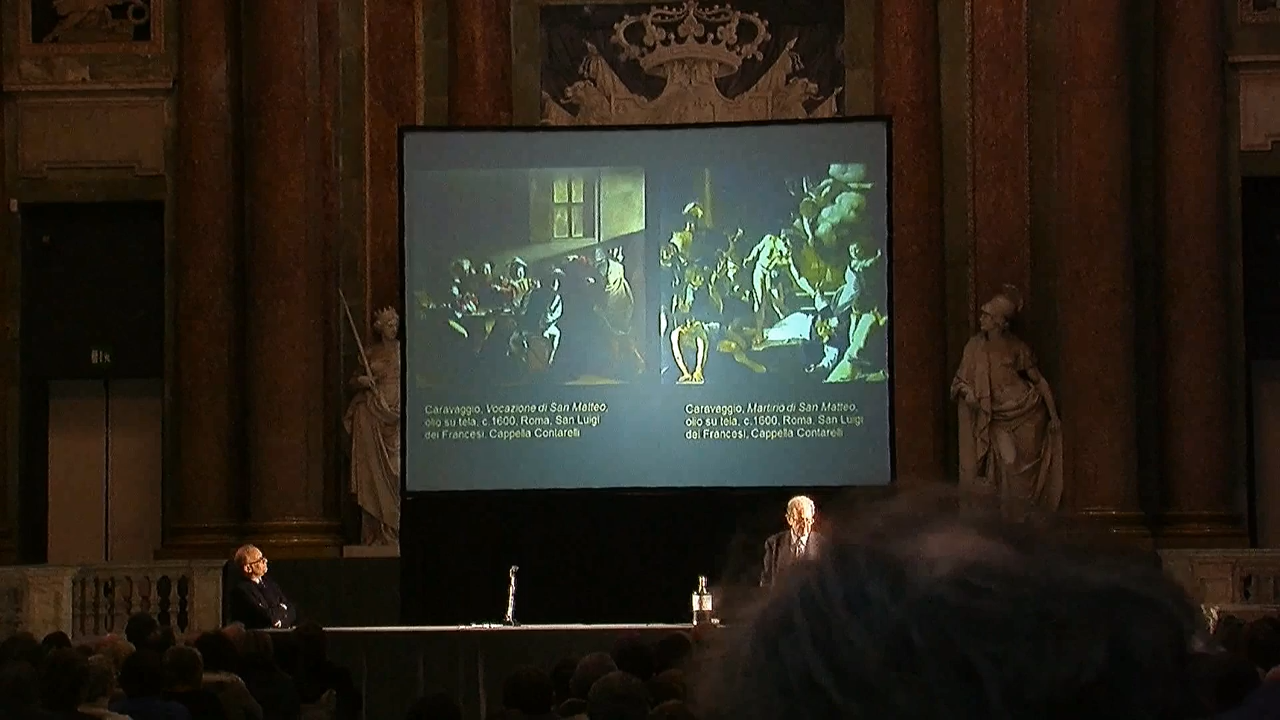 Caravaggio, Vocazione di San Matteo,
olio su tela, c.1600, Roma, San Luigi
dei Francesi, Cappella Contarelli
Caravaggio, Martirio di San Matteo,
olio su tela, c.1600, Roma, San Luigi
dei Francesi, Cappella Contarelli